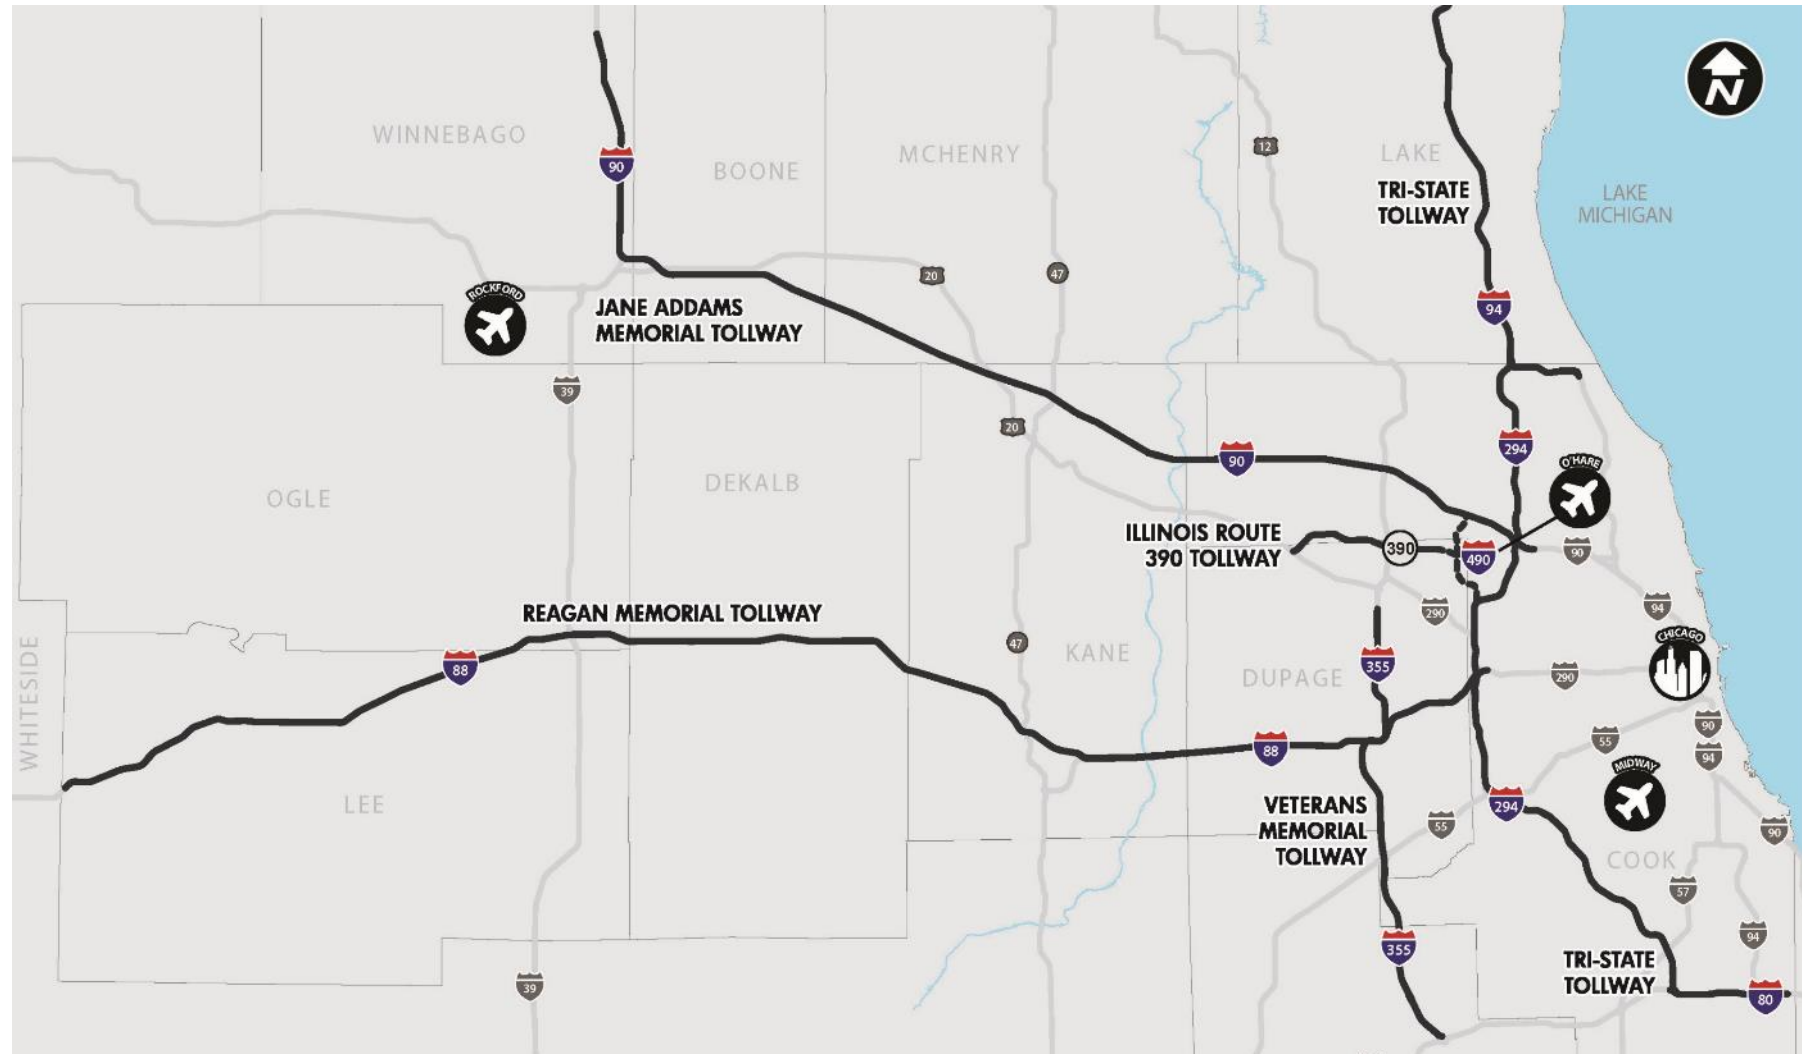 WINNEBAGO
BOONE
MCHENRY
12
LAKE
TRI-STATE
TOLLWAY
LAKE
MICHIGAN
N
90
20
47
ROCKFORD
JANE ADDAMS
MEMORIAL TOLLWAY
94
39
20
294
90
O'HARE
OGLE
DEKALB
ILLINOIS ROUTE
390 TOLLWAY
390
490
90
REAGAN MEMORIAL TOLLWAY
290
94
WHITESIDE
88
47
KANE
DUPAGE
355
290
CHICAGO
90
94
55
88
MIDWAY
LEE
VETERANS
MEMORIAL
TOLLWAY
294
55
90
COOK
57
355
94
TRI-STATE
TOLLWAY
39
80